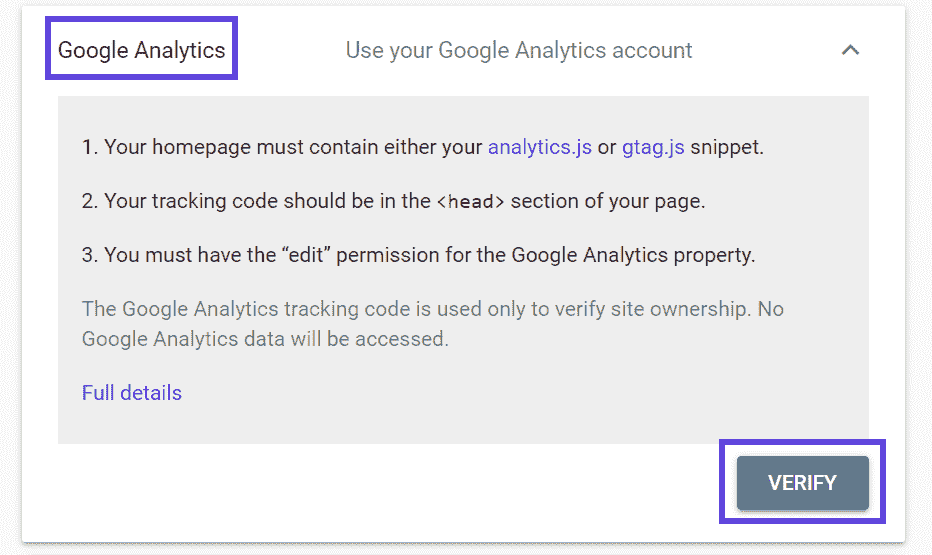 Google Analytics Use your Google Analytics account
1. Your homepage must contain either your analytics.js or gtag.js snippet.
2. Your tracking code should be in the <head> section of your page.
3. You must have the “edit” permission for the Google Analytics property.
The Google Analytics tracking code is used only to verify site ownership. No
Google Analytics data will be accessed.
Full details
VERIFY